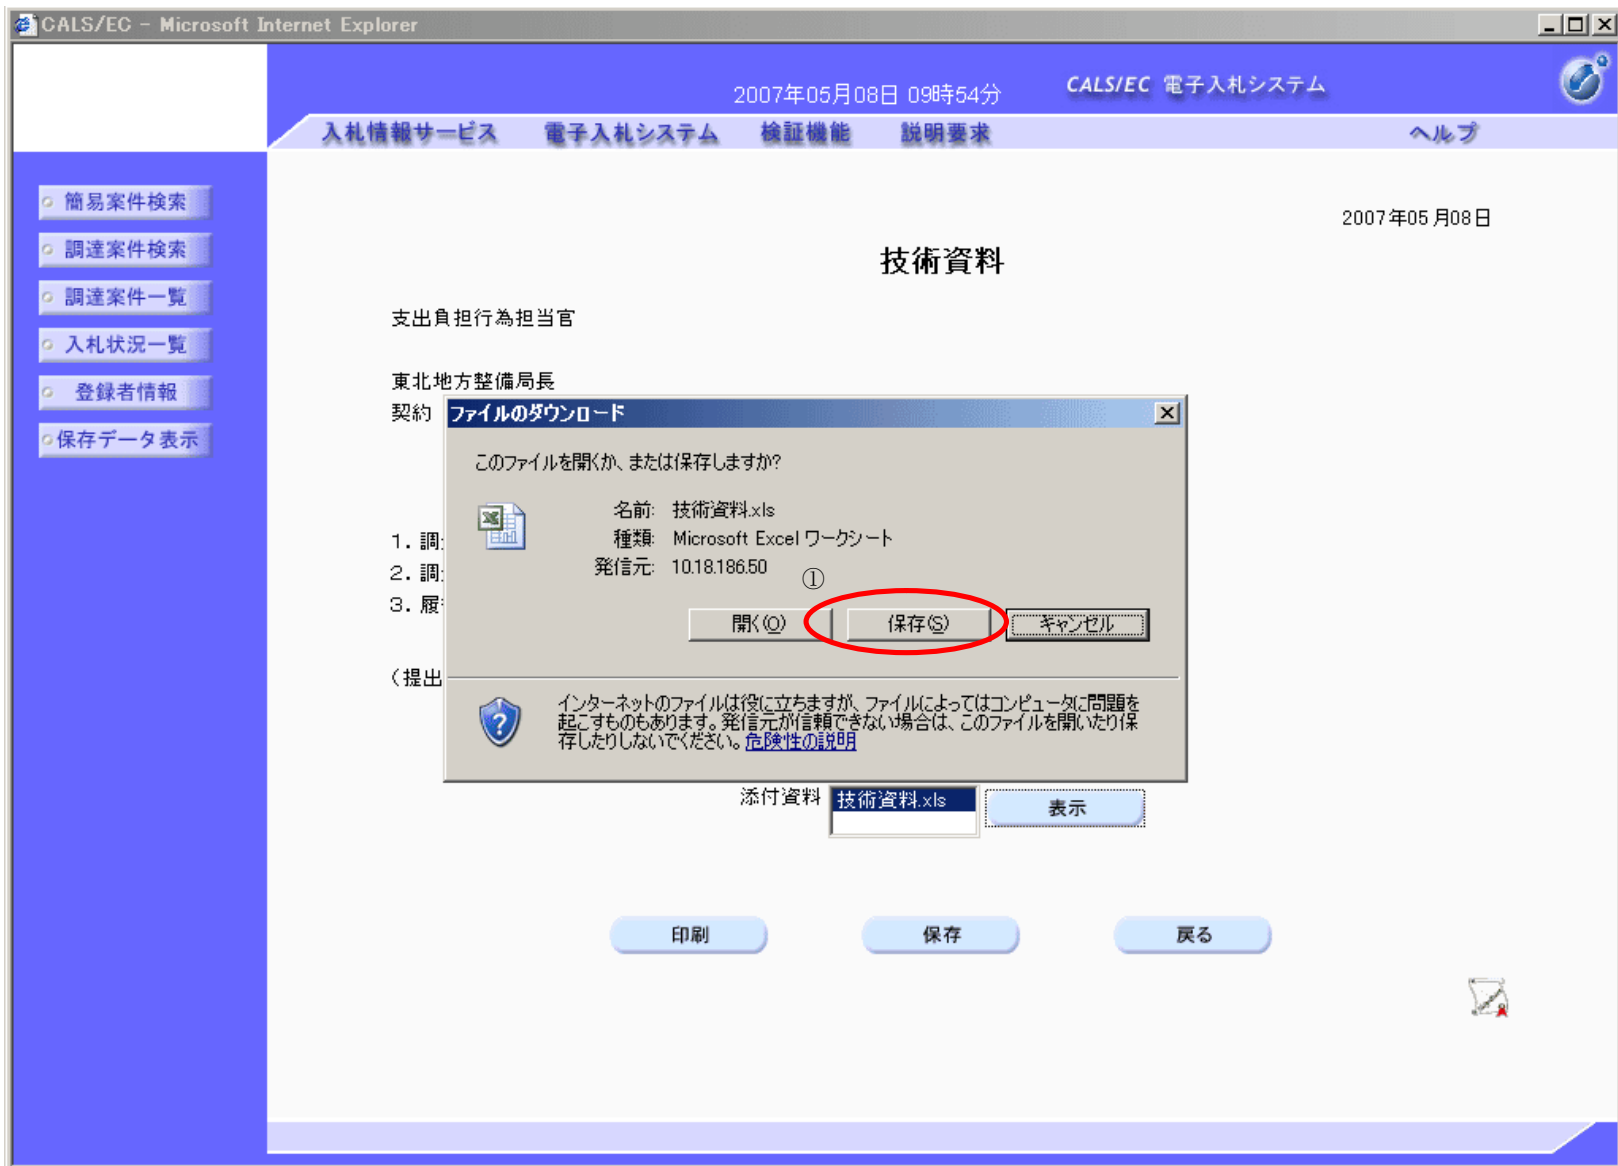 CALS/EC - Microsoft Internet Explorer
2007年05月08日 09時54分
CALS/EC 電子入札システム
入札情報サービス 電子入札システム 検証機能 説明要求 ヘルプ
簡易案件検索
調達案件検索
調達案件一覧
入札状況一覧
登録者情報
保存データ表示
2007年05月08日
技術資料
支出負担行為担当官
東北地方整備局長
契約
ファイルのダウンロード
このファイルを開くか、または保存しますか?
名前: 技術資料.xls
種類: Microsoft Excel ワークシート
発信元: 10.18.186.50
①
開く(O) 保存(S) キャンセル
インターネットのファイルは役に立ちますが、ファイルによってはコンピュータに問題を
起こすものもあります。発信元が信頼できない場合は、このファイルを開いたり保
存したりしないでください。危険性の説明
1. 調
2. 調
3. 履
(提出
添付資料 技術資料.xls 表示
印刷 保存 戻る